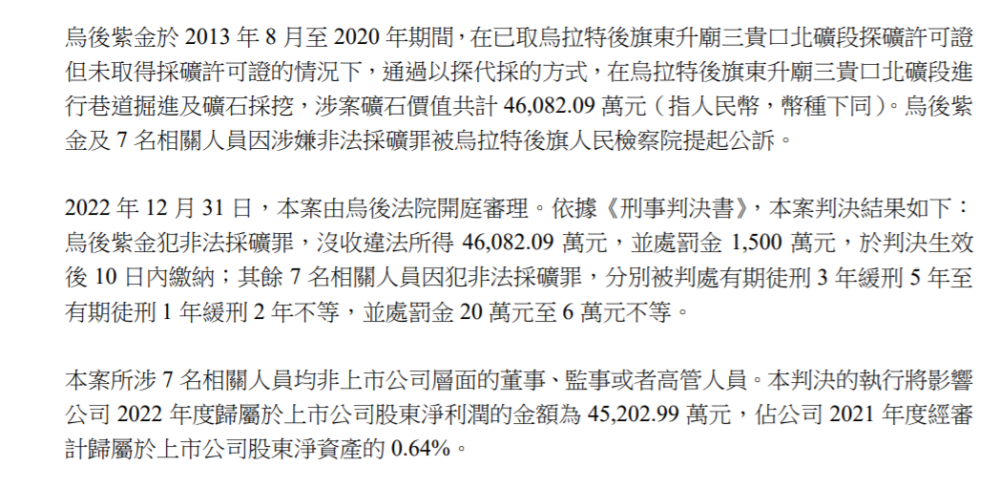 烏後紫金於 2013 年 8 月至 2020 年期間，在已取烏拉特後旗東升廟三貴口北礦段探礦許可證
但未取得採礦許可證的情況下，通過以探代採的方式，在烏拉特後旗東升廟三貴口北礦段進
行巷道掘進及礦石採挖，涉案礦石價值共計 46,082.09 萬元（指人民幣，幣種下同）。烏後紫
金及 7 名相關人員因涉嫌非法採礦罪被烏拉特後旗人民檢察院提起公訴。
2022 年 12 月 31 日，本案由烏後法院開庭審理。依據《刑事判決書》，本案判決結果如下：
烏後紫金犯非法採礦罪，沒收違法所得 46,082.09 萬元，並處罰金 1,500 萬元，於判決生效
後 10 日內繳納；其餘 7 名相關人員因犯非法採礦罪，分別被判處有期徒刑 3 年緩刑 5 年至
有期徒刑 1 年緩刑 2 年不等，並處罰金 20 萬元至 6 萬元不等。
本案所涉 7 名相關人員均非上市公司層面的董事、監事或者高管人員。本判決的執行將影響
公司 2022 年度歸屬於上市公司股東淨利潤的金額為 45,202.99 萬元，佔公司 2021 年度經審
計歸屬於上市公司股東淨資產的 0.64%。